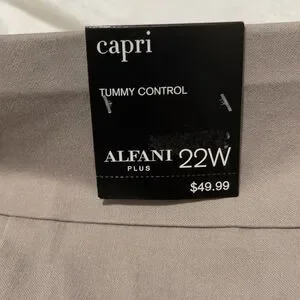 capri
TUMMY CONTROL
ALFANI 22W
PLUS
$49.99